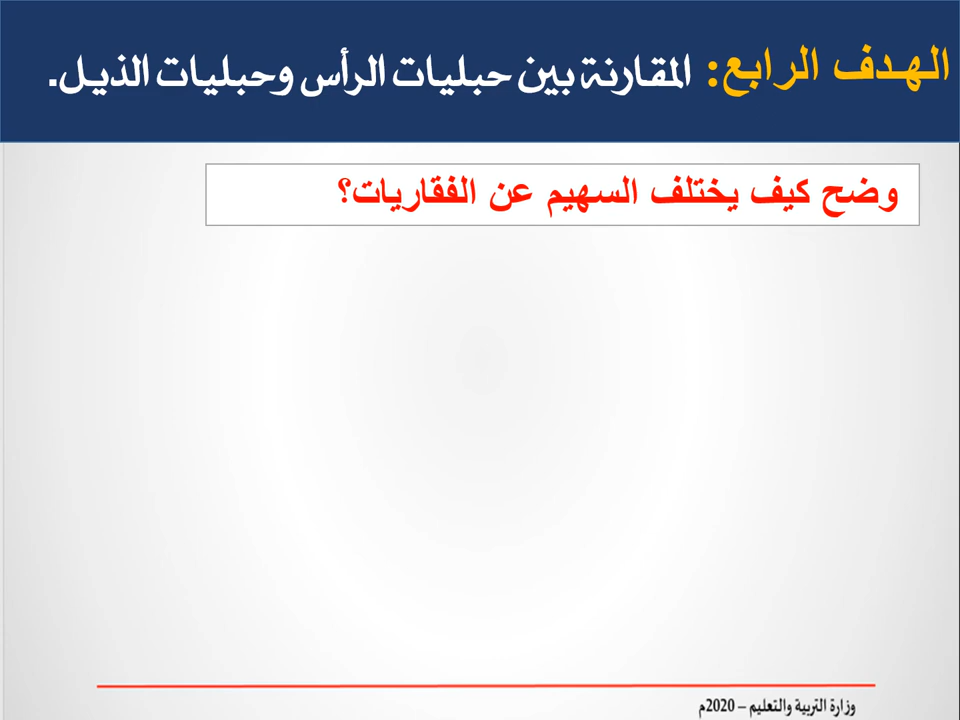 الهدف الرابع: المقارنة بين حبليات الرأس وحبليات الذيل.
وضح كيف يختلف السهيم عن الفقاريات؟
وزارة التربية والتعليم – 2020م